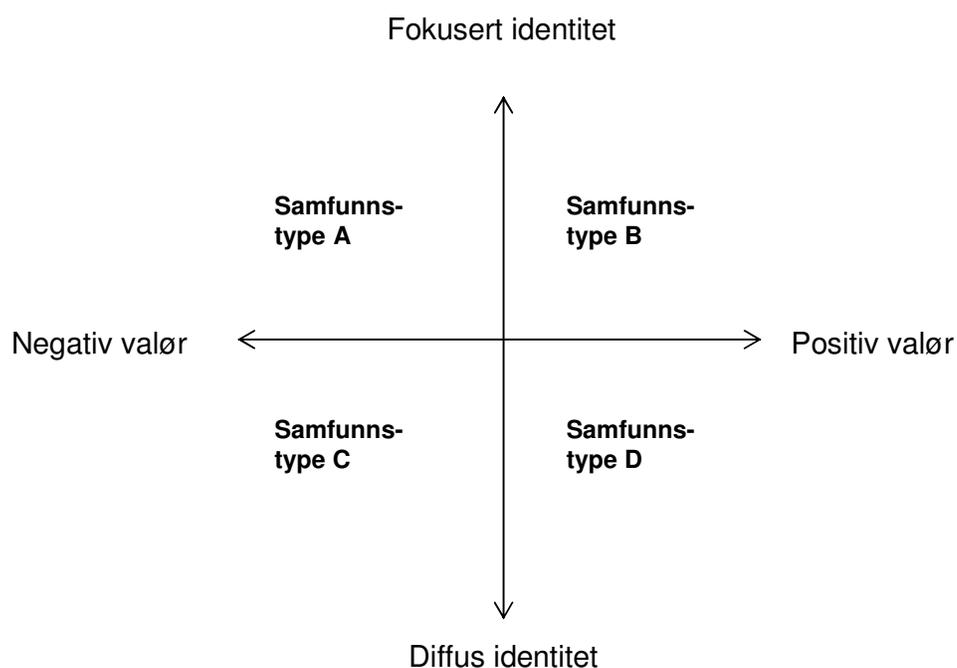 Fokusert identitet
Samfunns-
type A
Samfunns-
type B
Negativ valør
Positiv valør
Samfunns-
type C
Samfunns-
type D
Diffus identitet